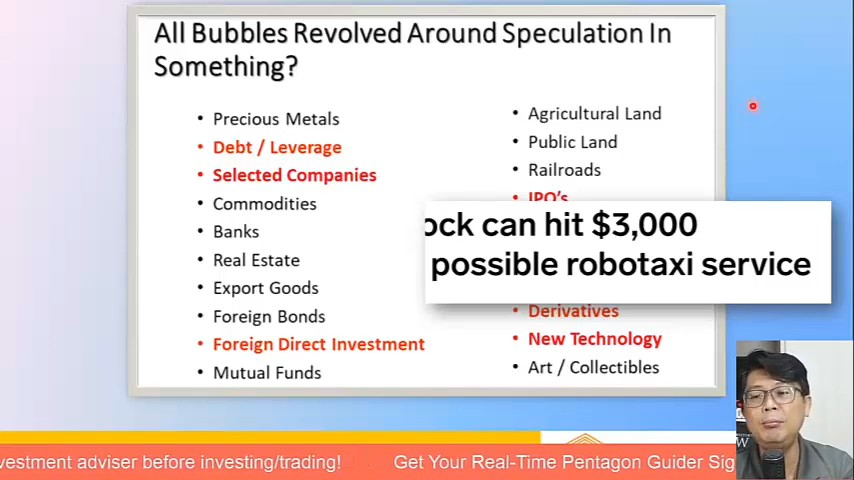 All Bubbles Revolved Around Speculation In
Something?
• Precious Metals
• Debt / Leverage
• Selected Companies
• Commodities
• Banks
• Real Estate
• Export Goods
• Foreign Bonds
• Foreign Direct Investment
• Mutual Funds
• Agricultural Land
• Public Land
• Railroads
• IPO's
ock can hit $3,000
possible robotaxi service
• Derivatives
• New Technology
• Art / Collectibles
W
vestment adviser before investing/trading! . Get Your Real-Time Pentagon Guider Sig